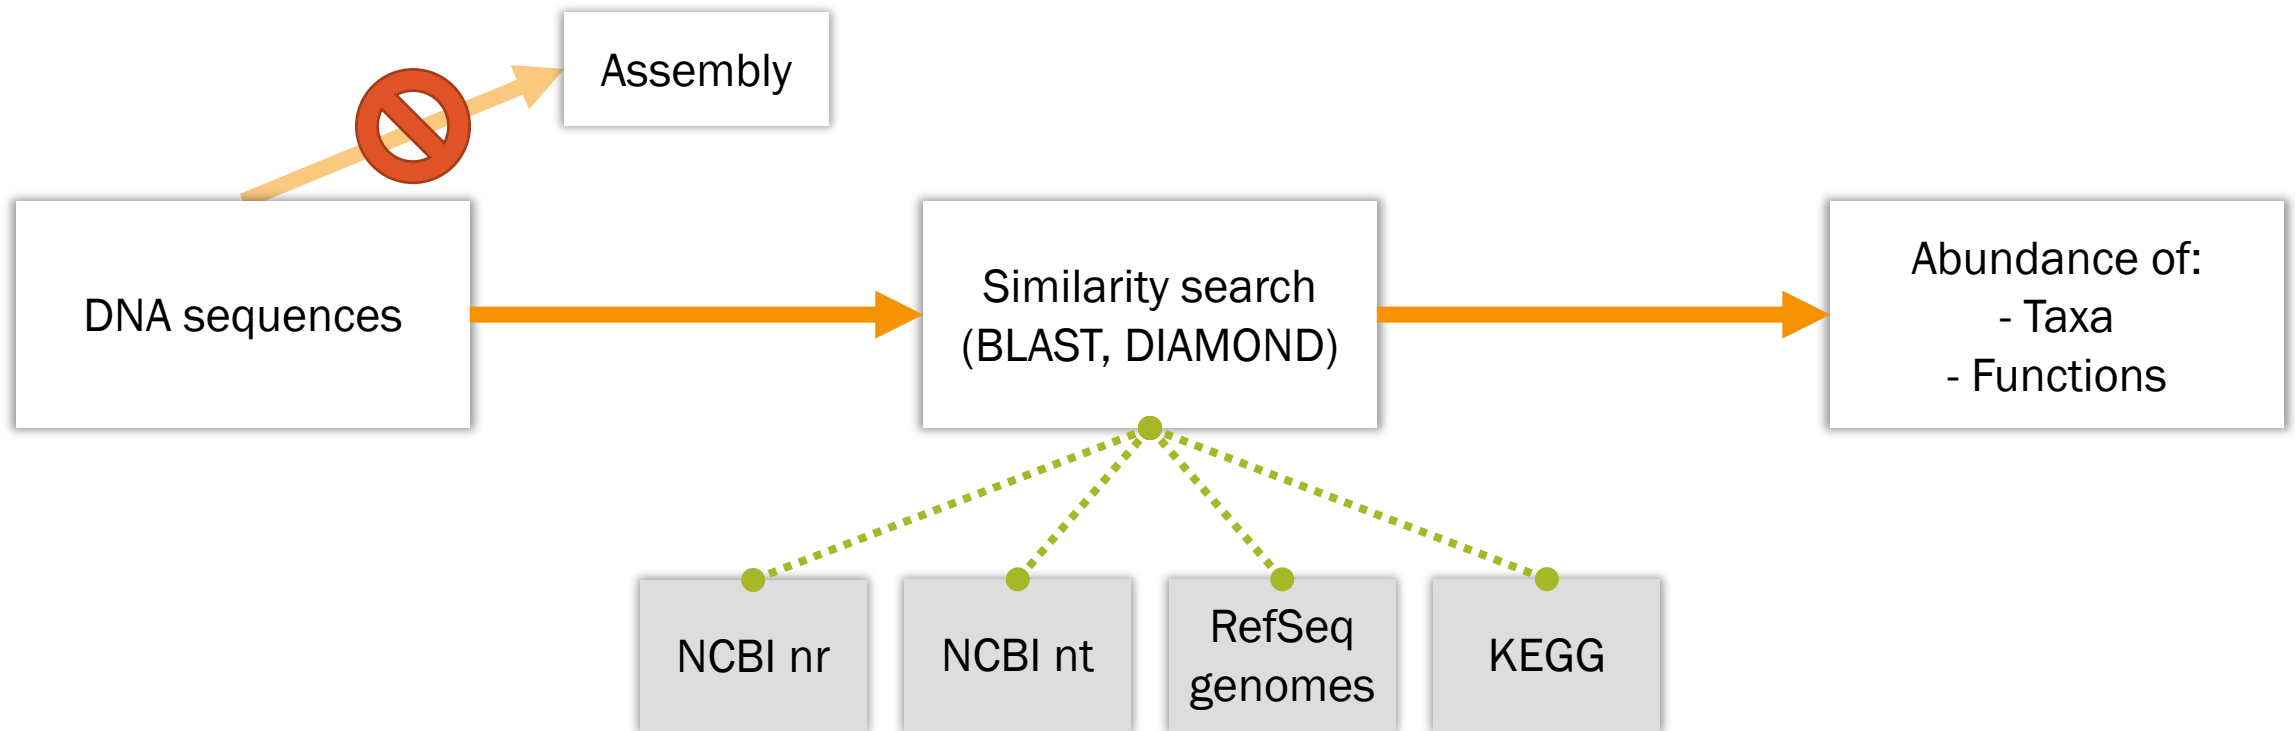 Assembly
DNA sequences
Similarity search
(BLAST, DIAMOND)
Abundance of:
- Taxa
- Functions
NCBI nr
NCBI nt
RefSeq
genomes
KEGG